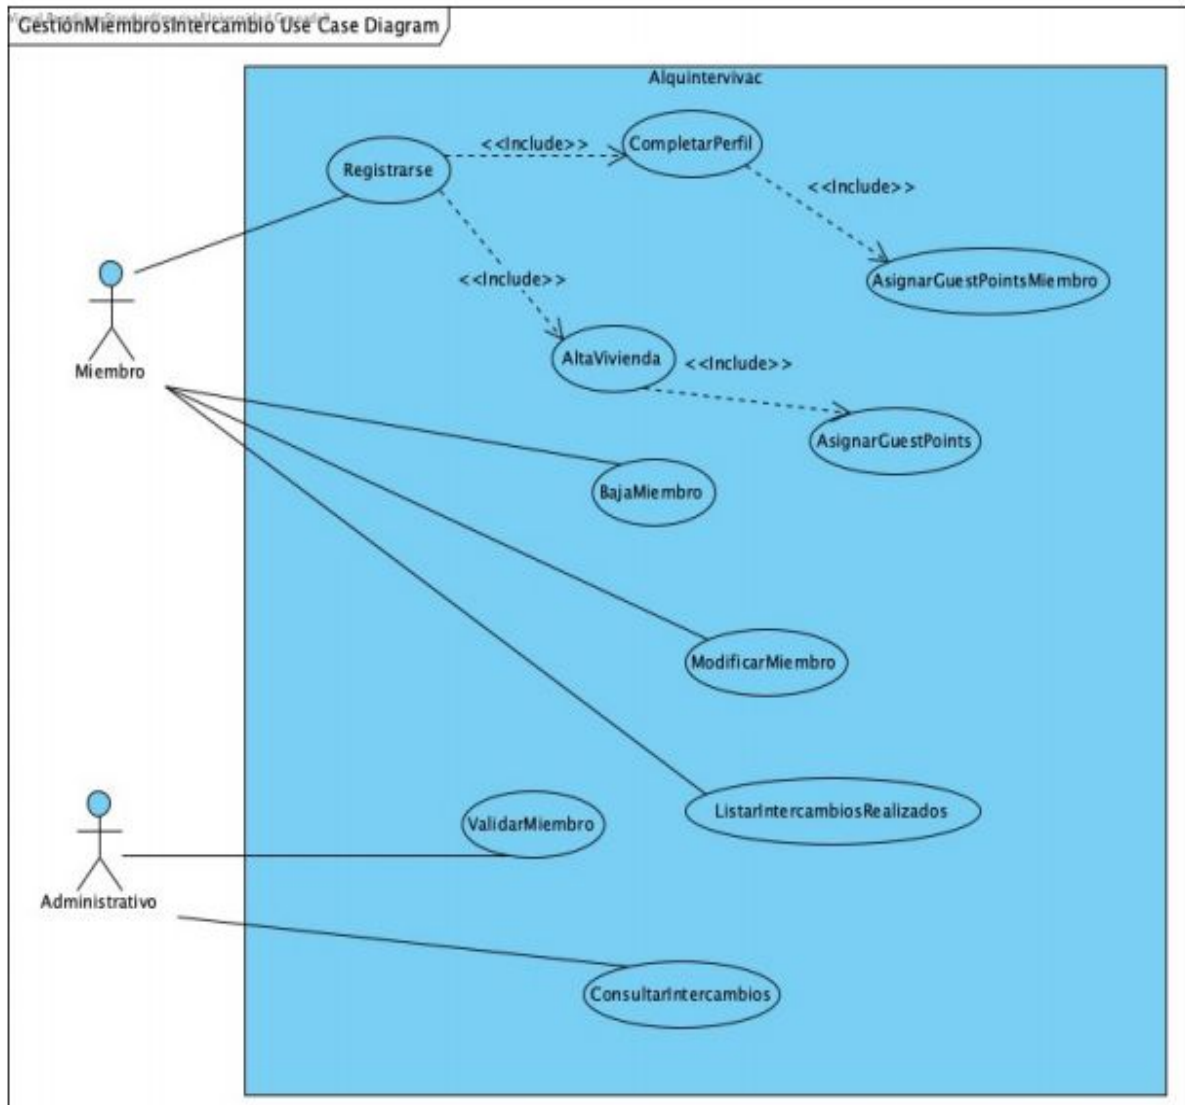 GestionMiembrosIntercambio Use Case Diagram
Alquintervivac
<<Include>>
CompletarPerfil
Registrarse
<<Include>>
<<Include>>
AsignarGuestPointsMiembro
AltaVivienda
<<Include>>
Miembro
AsignarGuestPoints
BajaMiembro
ModificarMiembro
ListarIntercambiosRealizados
ValidarMiembro
Administrativo
ConsultarIntercambios